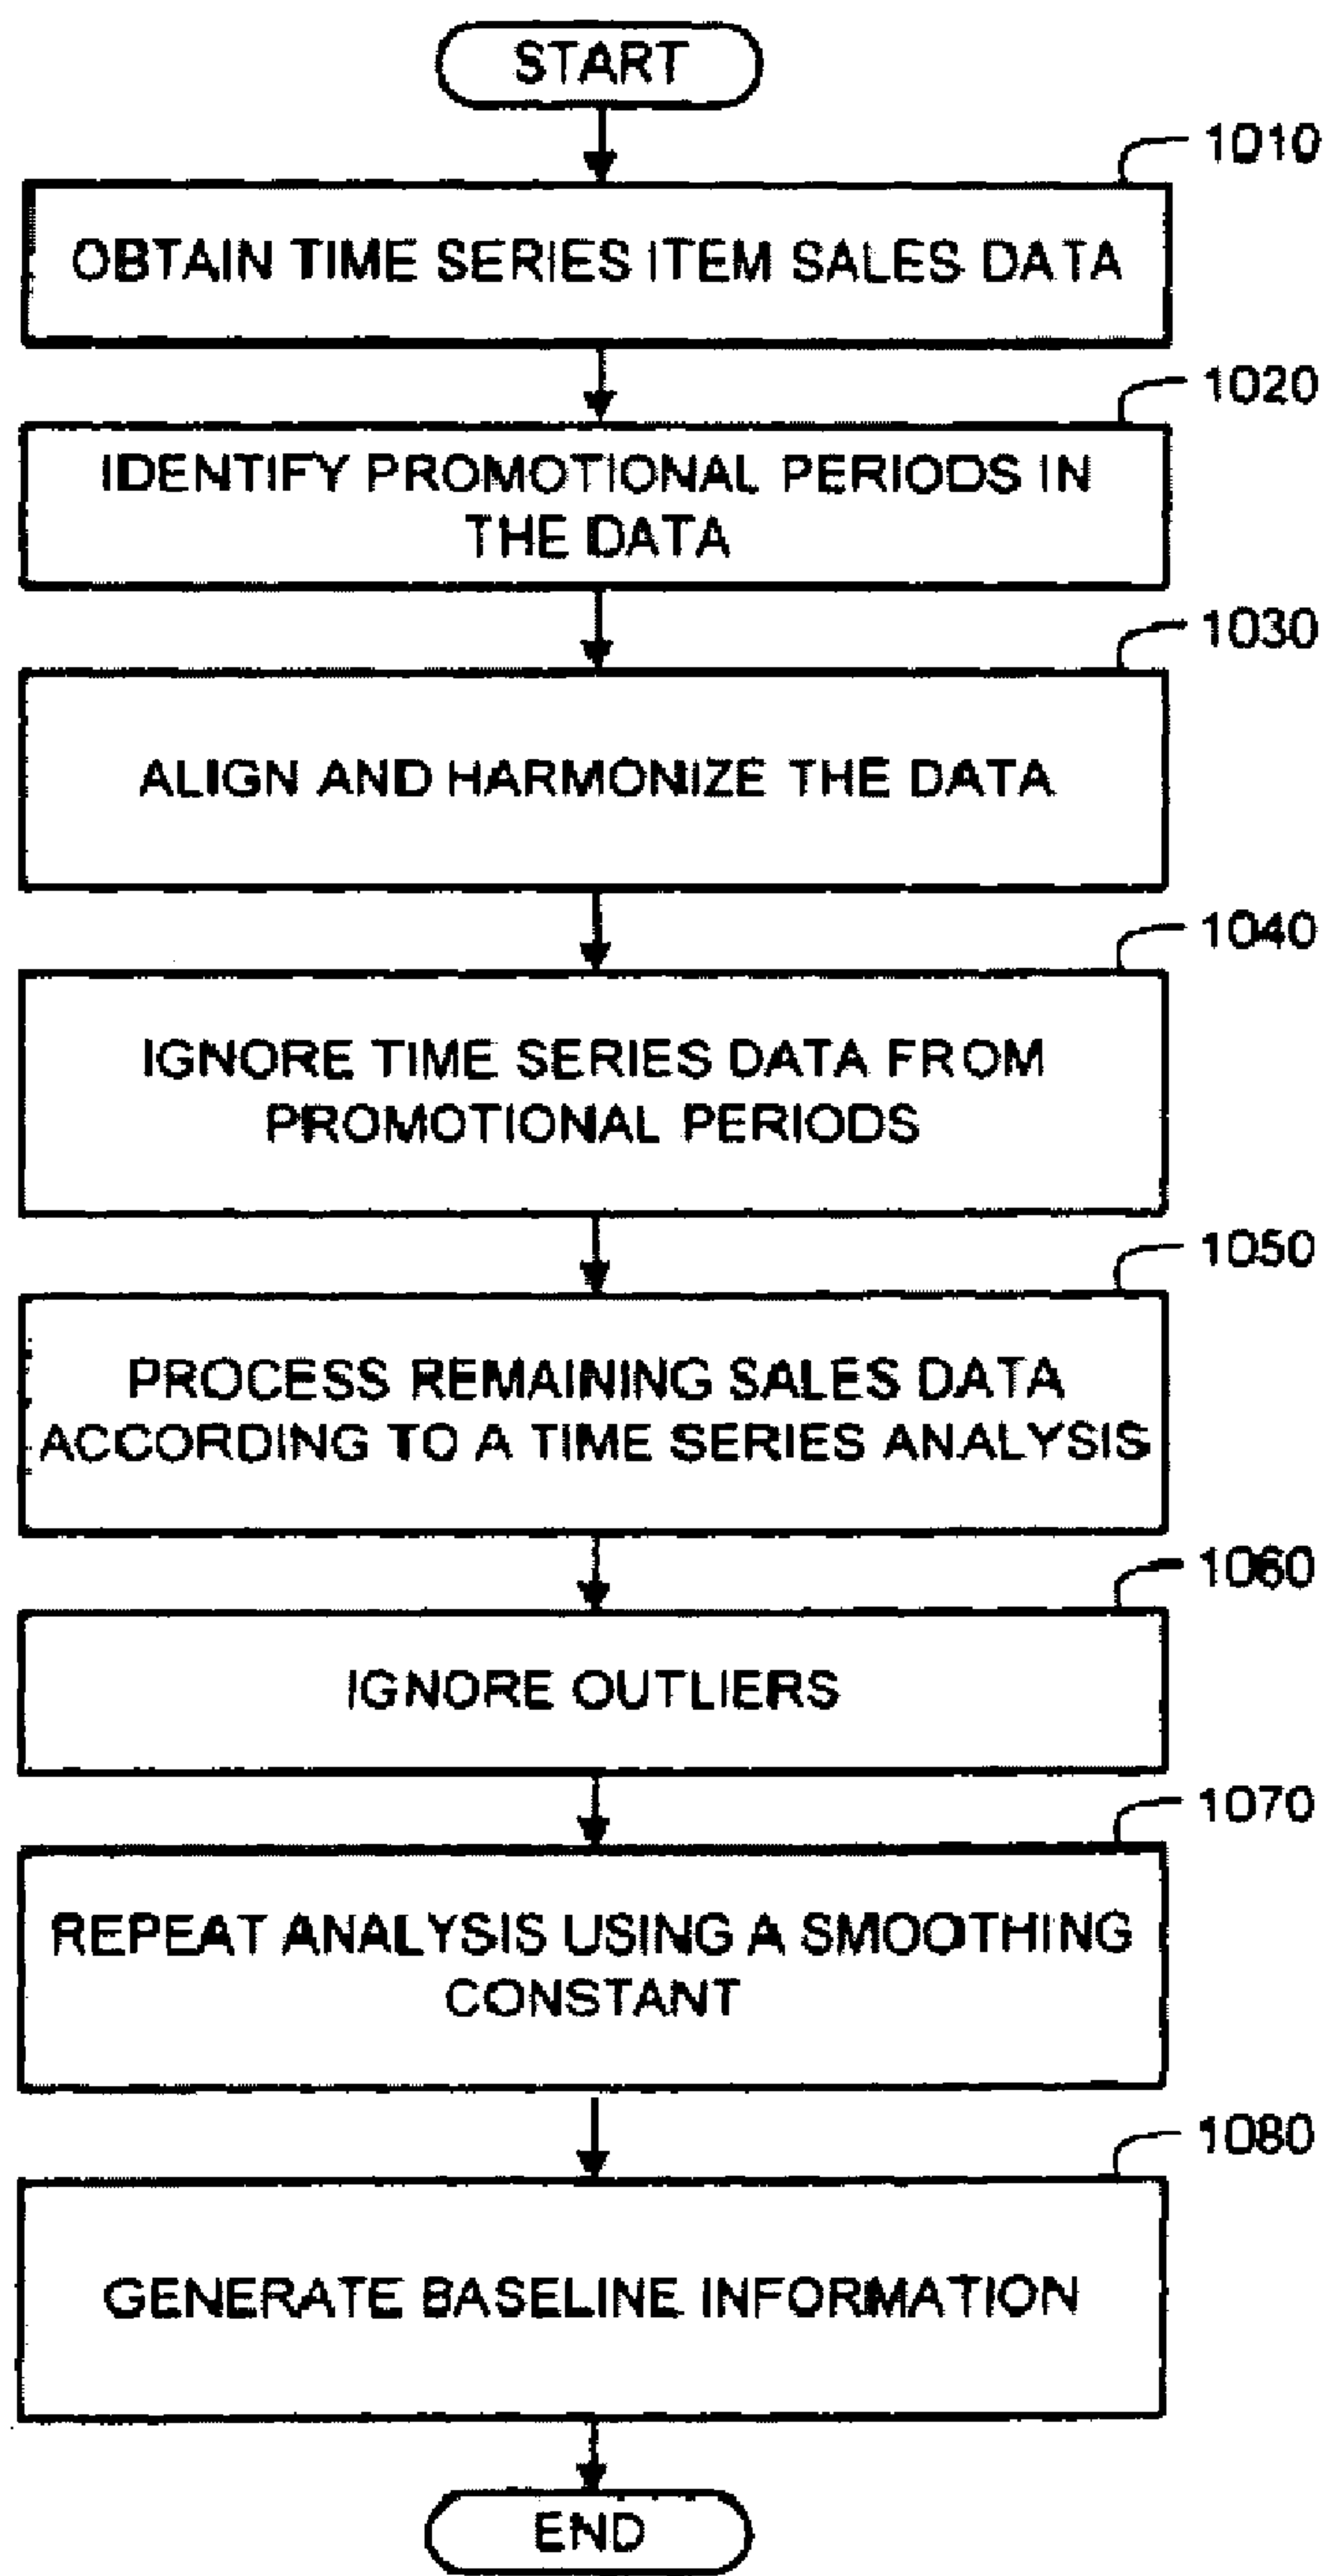 START
1010
OBTAIN TIME SERIES ITEM SALES DATA
1020
IDENTIFY PROMOTIONAL PERIODS IN
THE DATA
1030
ALIGN AND HARMONIZE THE DATA
1040
IGNORE TIME SERIES DATA FROM
PROMOTIONAL PERIODS
1050
PROCESS REMAINING SALES DATA
ACCORDING TO A TIME SERIES ANALYSIS
1060
IGNORE OUTLIERS
1070
REPEAT ANALYSIS USING A SMOOTHING
CONSTANT
1080
GENERATE BASELINE INFORMATION
END